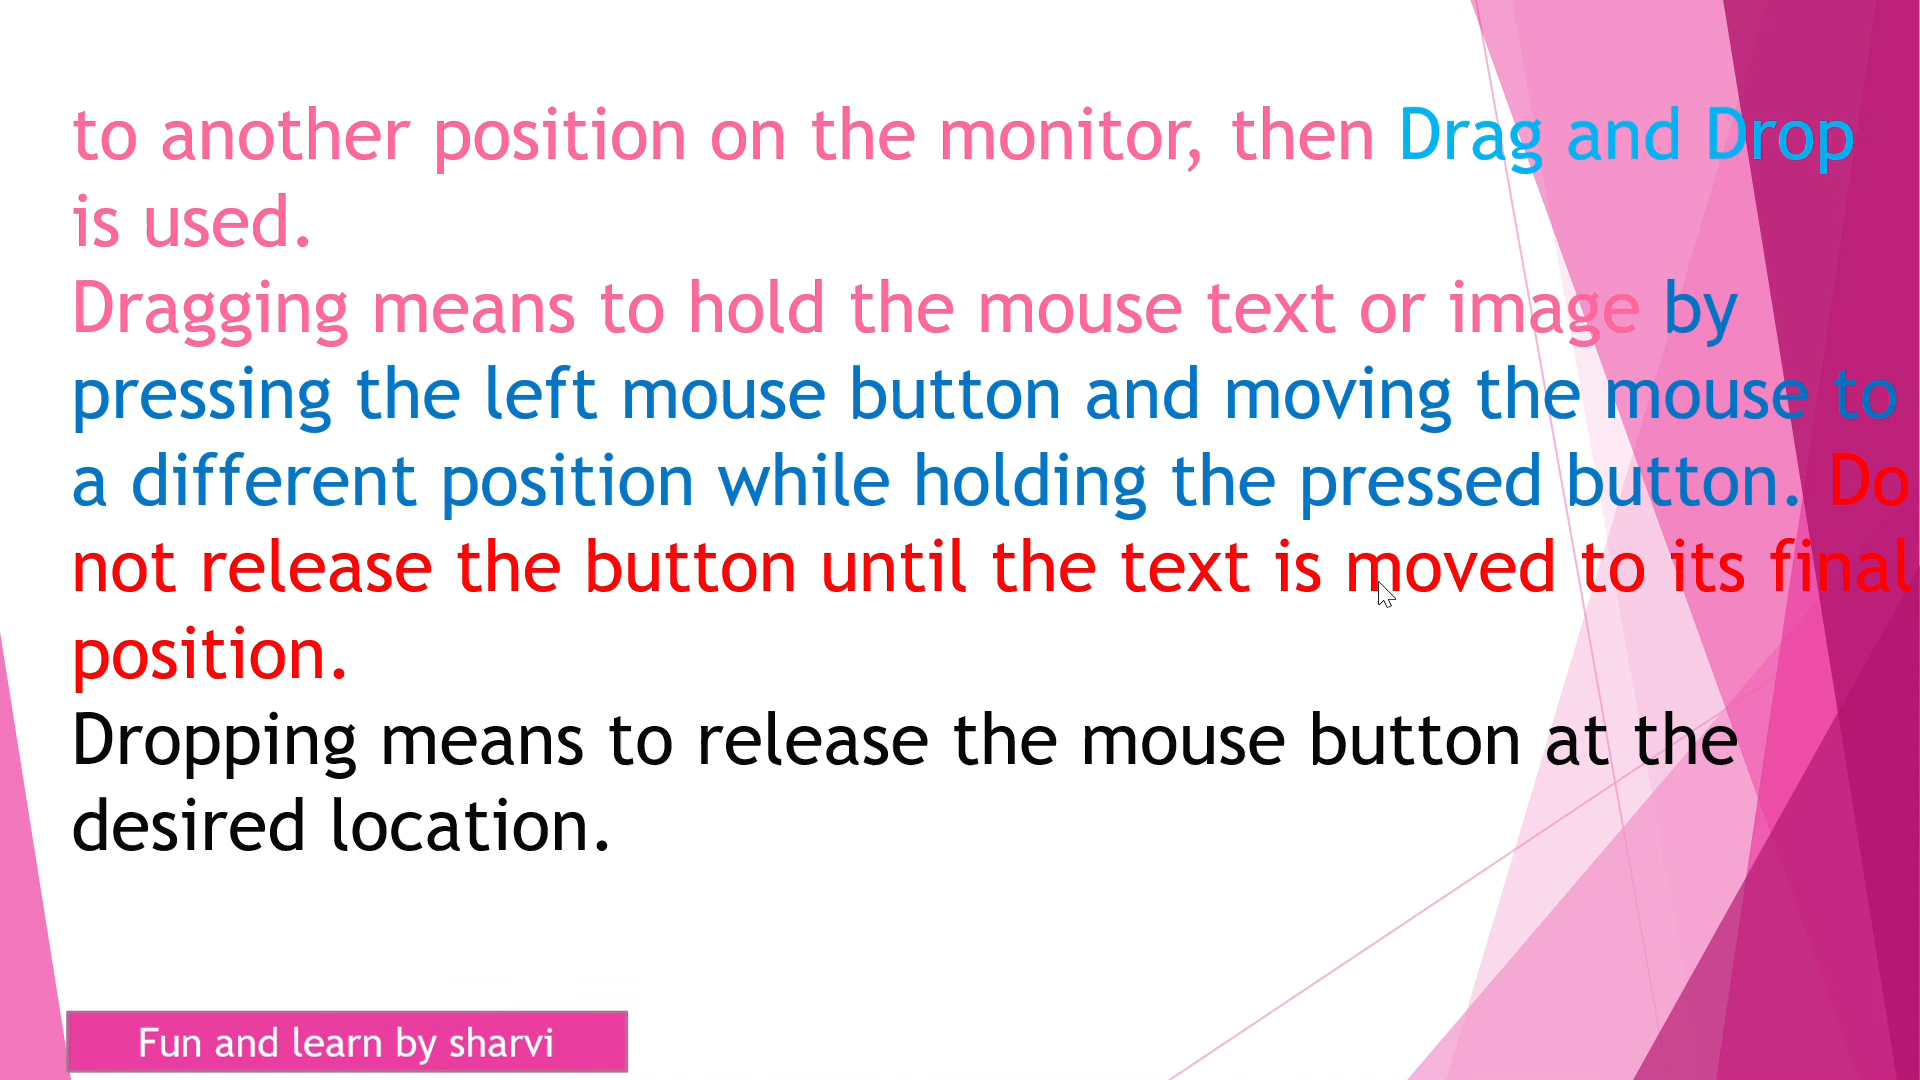 to another position on the monitor, then Drag and Drop
is used.
Dragging means to hold the mouse text or image by
pressing the left mouse button and moving the mouse to
a different position while holding the pressed button. Do
not release the button until the text is moved to its final
position.
Dropping means to release the mouse button at the
desired location.
Fun and learn by sharvi